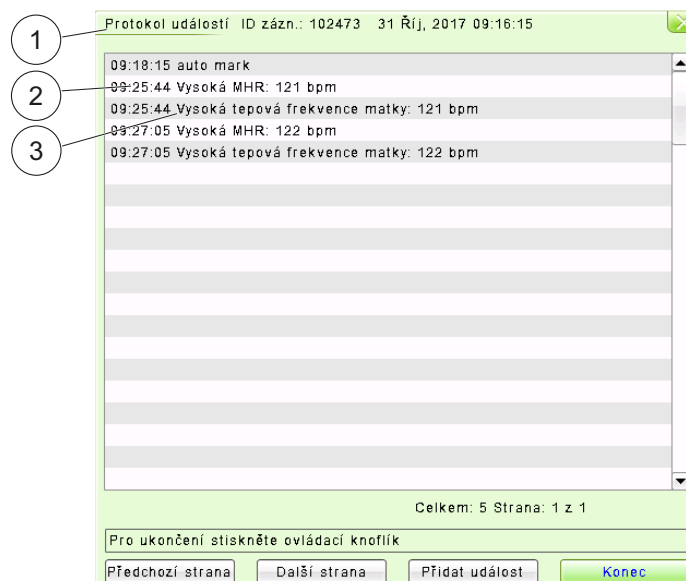 1
Protokol událostí ID zázn.: 102473 31 Říj, 2017 09:16:15
2
3
09:18:15 auto mark
09:25:44 Vysoká MHR: 121 bpm
09:25:44 Vysoká tepová frekvence matky: 121 bpm
09:27:05 Vysoká MHR: 122 bpm
09:27:05 Vysoká tepová frekvence matky: 122 bpm
Celkem: 5 Strana: 1 z 1
Pro ukončení stiskněte ovládací knoflík
Předchozí strana Další strana Přidat událost Konec